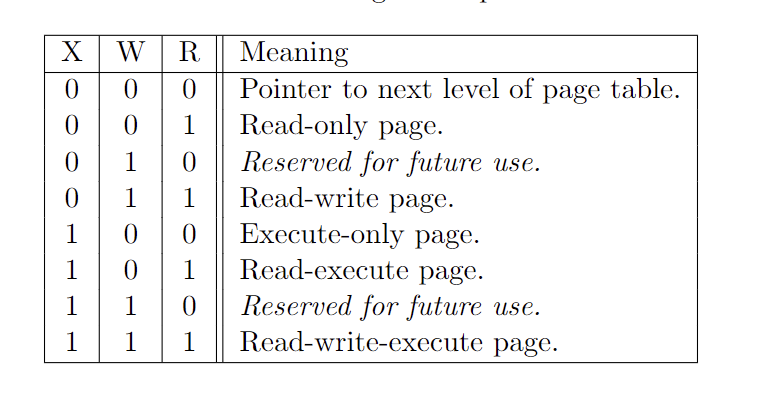 X W R Meaning
0 0 0 Pointer to next level of page table.
0 0 1 Read-only page.
0 1 0 Reserved for future use.
0 1 1 Read-write page.
1 0 0 Execute-only page.
1 0 1 Read-execute page.
1 1 0 Reserved for future use.
1 1 1 Read-write-execute page.